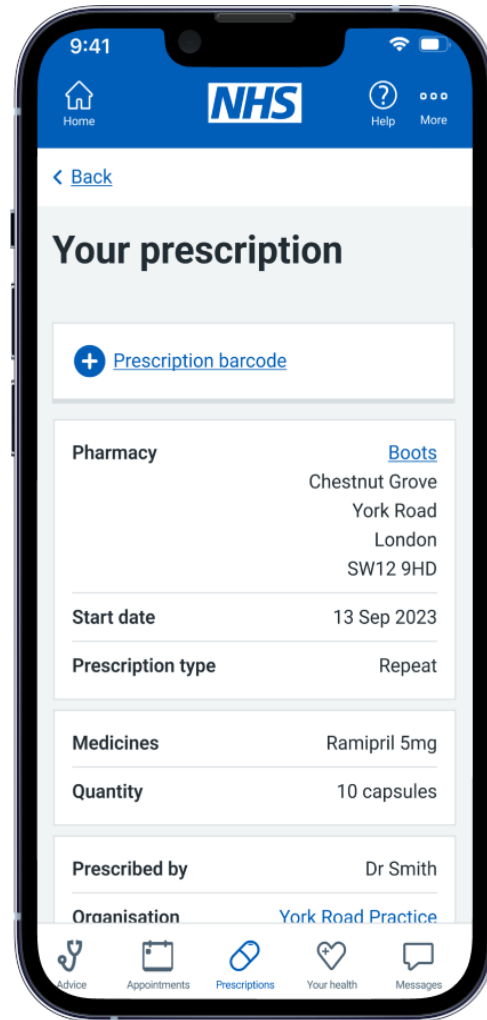 9:41
NHS
Home
Help
More
Back
Your prescription
Prescription barcode
Pharmacy Boots
Chestnut Grove
York Road
London
SW12 9HD
Start date 13 Sep 2023
Prescription type Repeat
Medicines Ramipril 5mg
Quantity 10 capsules
Prescribed by Dr Smith
Organisation York Road Practice
Advice Appointments Prescriptions Your health Messages